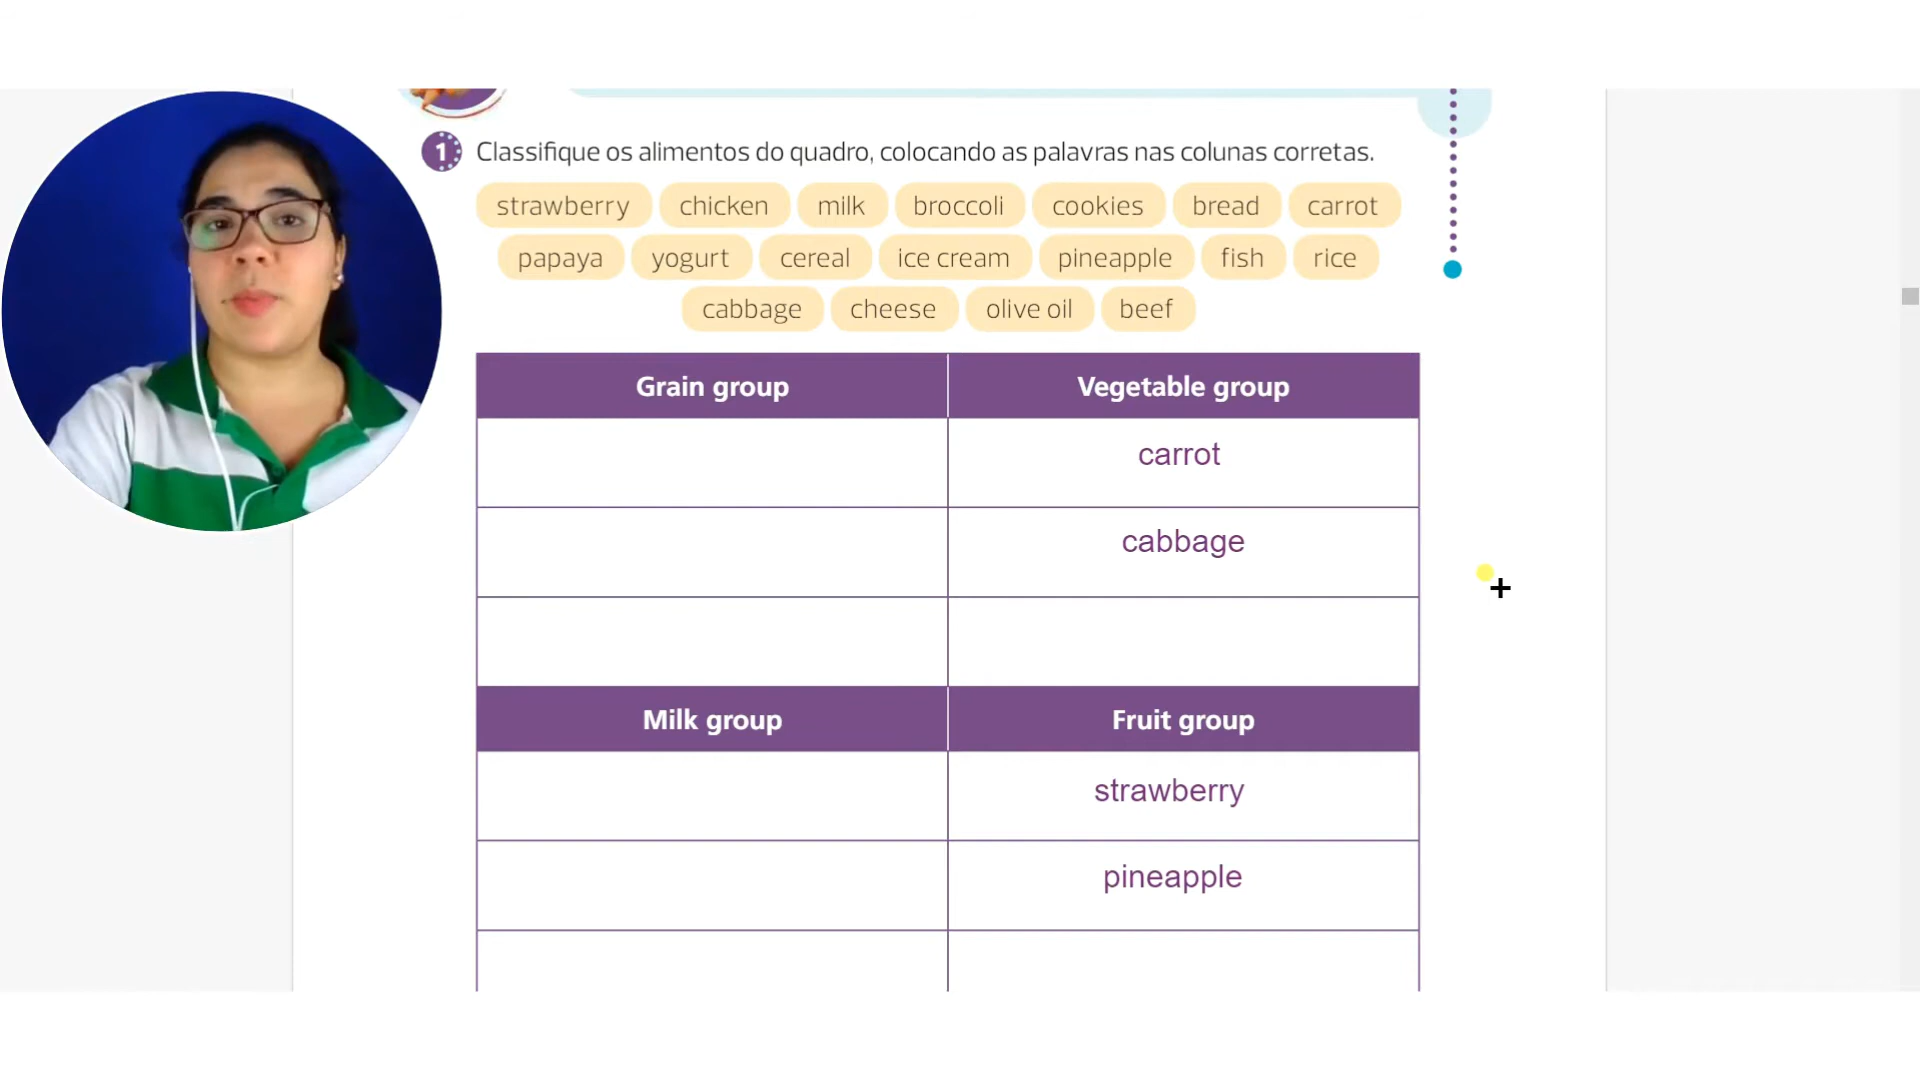 1 Classifique os alimentos do quadro, colocando as palavras nas colunas corretas.
strawberry chicken milk broccoli cookies bread carrot
papaya yogurt cereal ice cream pineapple fish rice
cabbage cheese olive oil beef
Grain group Vegetable group
carrot
cabbage
Milk group Fruit group
strawberry
pineapple